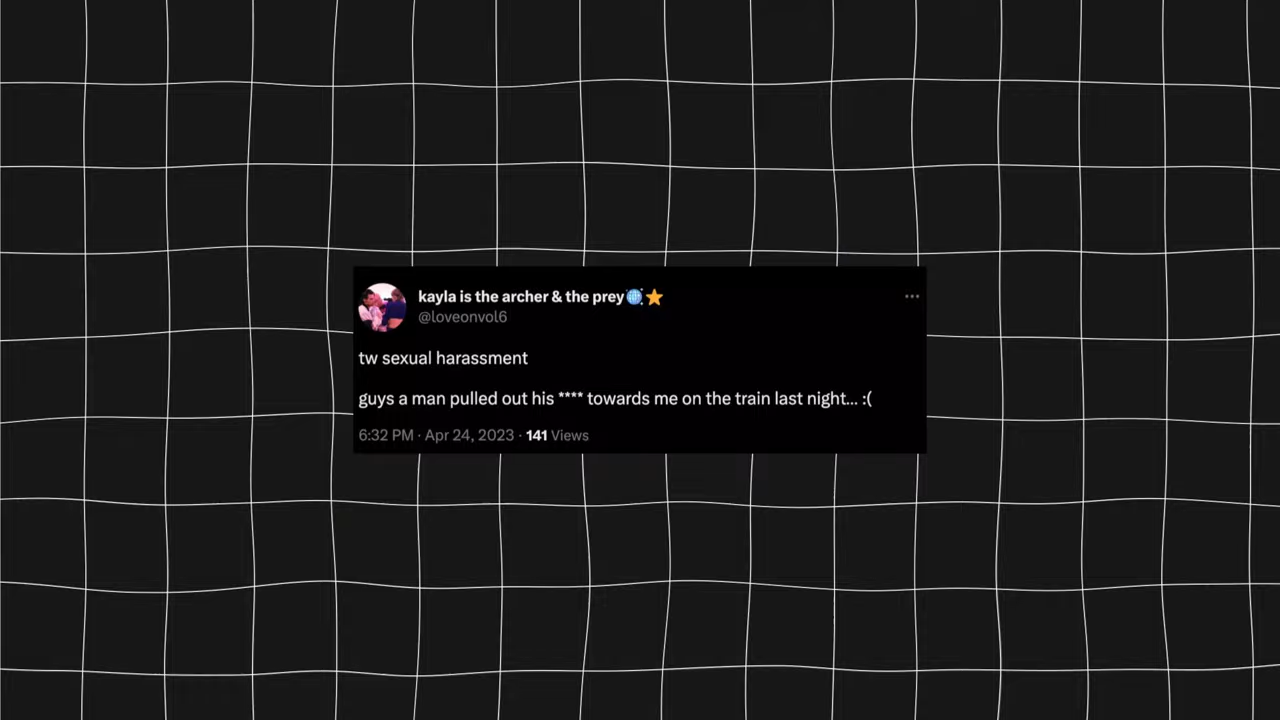 kayla is the archer & the prey🪩⭐
@loveonvol6
tw sexual harassment
guys a man pulled out his **** towards me on the train last night... :(
6:32 PM · Apr 24, 2023 · 141 Views